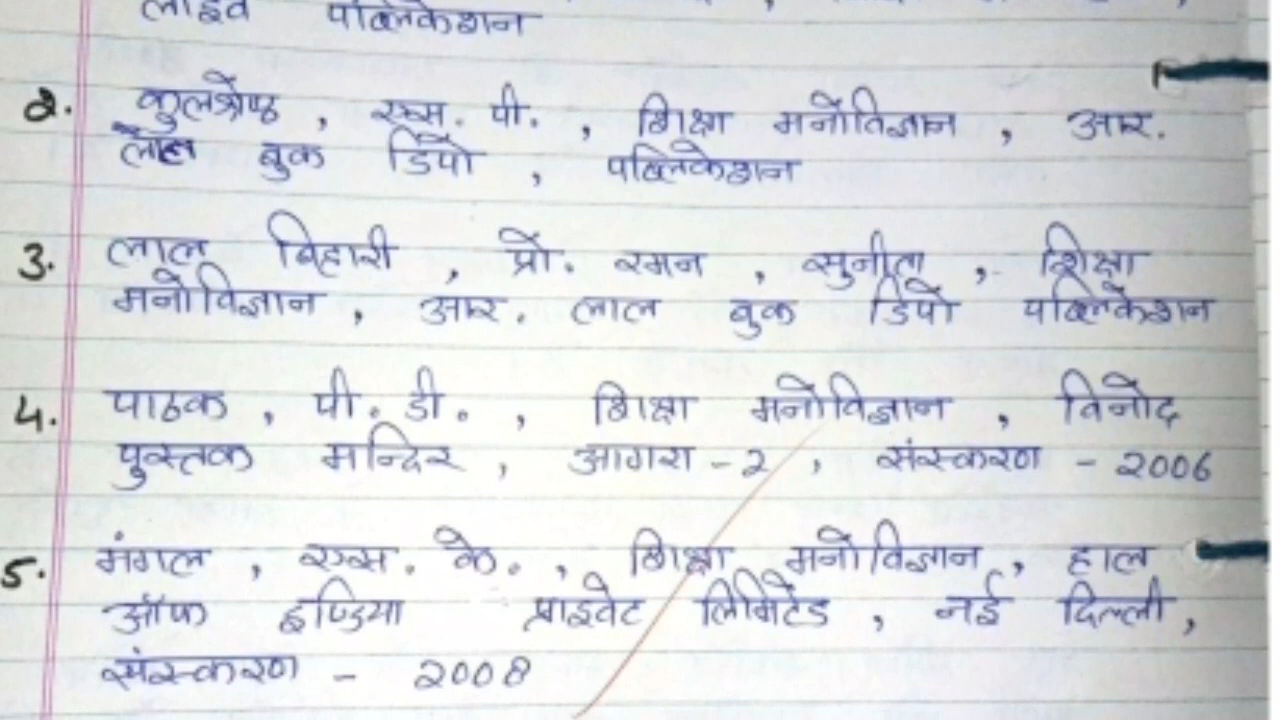 लाइव पब्लिकेशन
2. कुलश्रेष्ठ, एस. पी., शिक्षा मनोविज्ञान, आर.
लाल बुक डिपो, पब्लिकेशन
3. लाल बिहारी, प्रो. रमन, सुनीता, शिक्षा
मनोविज्ञान, आर. लाल बुक डिपो पब्लिकेशन
4. पाठक, पी. डी., शिक्षा मनोविज्ञान, विनोद
पुस्तक मन्दिर, आगरा - 2, संस्करण - 2006
5. मंगल, एस. के., शिक्षा मनोविज्ञान, हाल
ऑफ इण्डिया प्राइवेट लिमिटेड, नई दिल्ली,
संस्करण - 2008